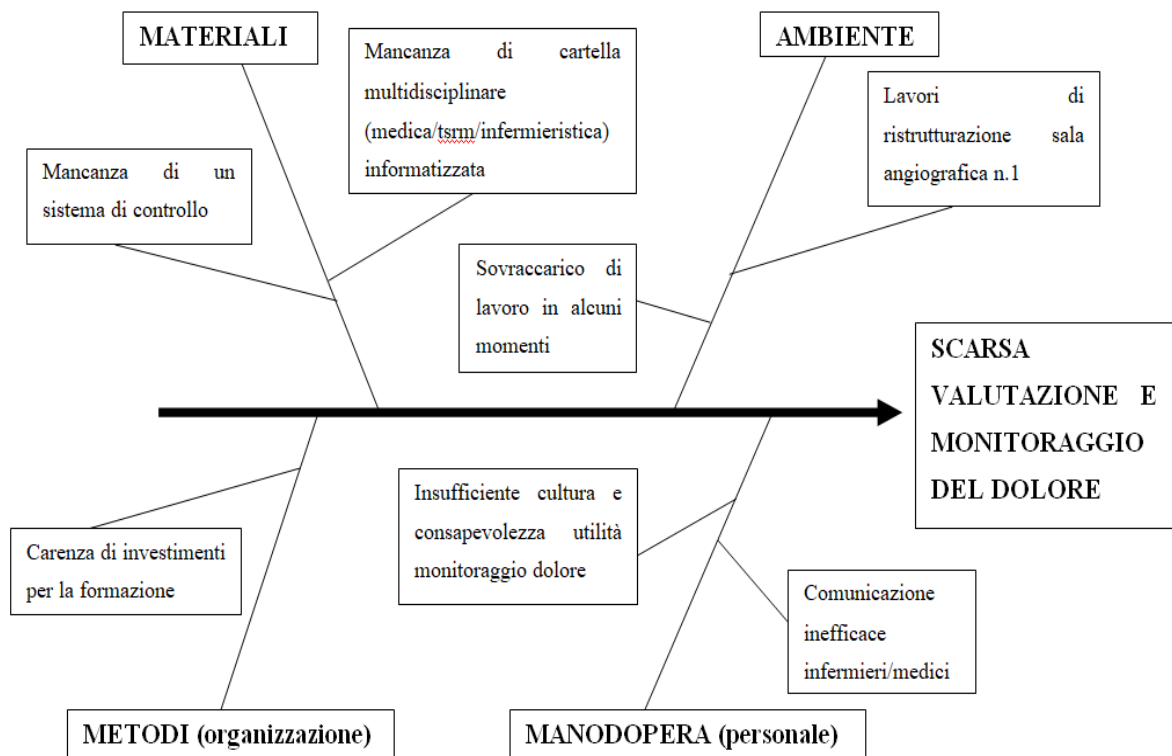 MATERIALI
Mancanza di cartella
multidisciplinare
(medica/tsrm/infermieristica)
informatizzata
Mancanza di un
sistema di controllo
AMBIENTE
Lavori di
ristrutturazione sala
angiografica n.1
Sovraccarico di
lavoro in alcuni
momenti
SCARSA
VALUTAZIONE E
MONITORAGGIO
DEL DOLORE
Carenza di investimenti
per la formazione
METODI (organizzazione)
Insufficiente cultura e
consapevolezza utilità
monitoraggio dolore
Comunicazione
inefficace
infermieri/medici
MANODOPERA (personale)